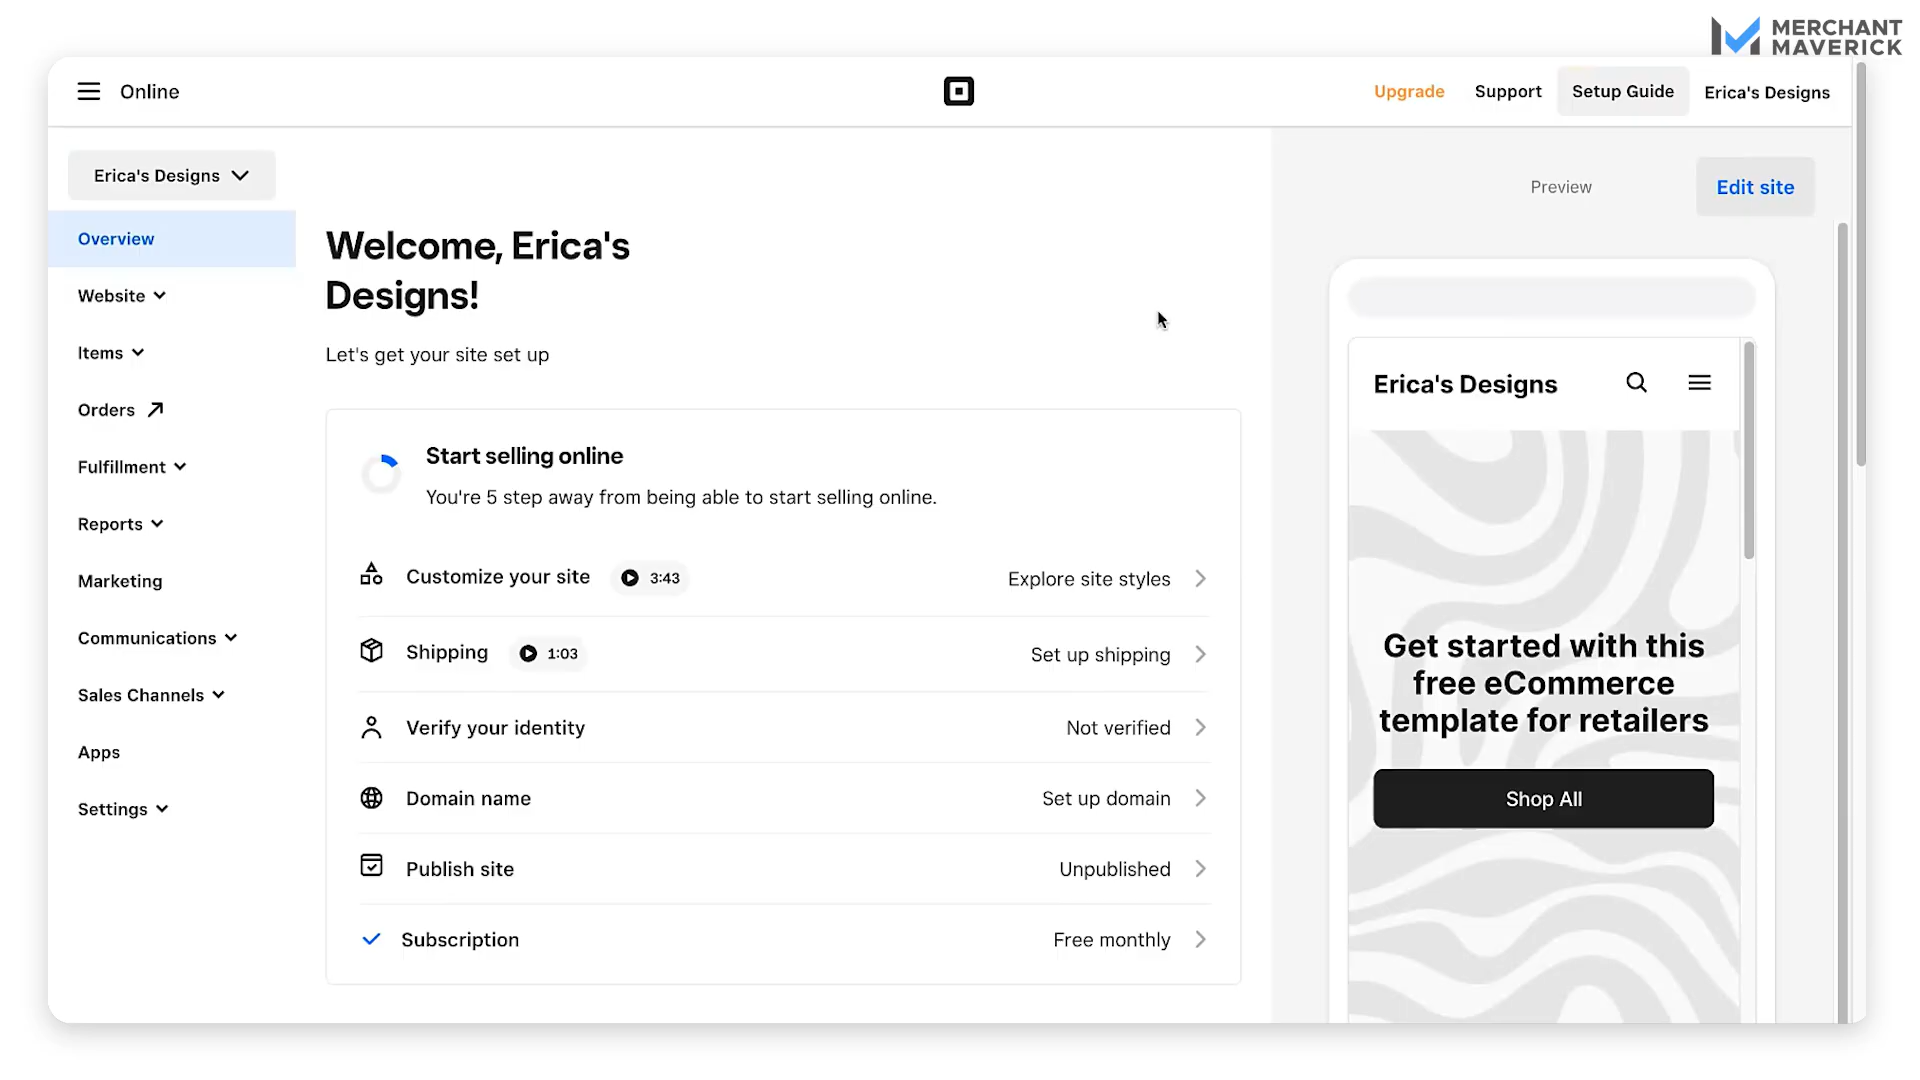 MERCHANT
MAVERICK
Online
Upgrade
Support
Setup Guide
Erica's Designs
Erica's Designs
Overview
Website
Items
Orders
Fulfillment
Reports
Marketing
Communications
Sales Channels
Apps
Settings
Welcome, Erica's
Designs!
Let's get your site set up
Start selling online
You're 5 step away from being able to start selling online.
Customize your site 3:43 Explore site styles
Shipping 1:03 Set up shipping
Verify your identity Not verified
Domain name Set up domain
Publish site Unpublished
Subscription Free monthly
Preview
Edit site
Erica's Designs
Get started with this
free eCommerce
template for retailers
Shop All